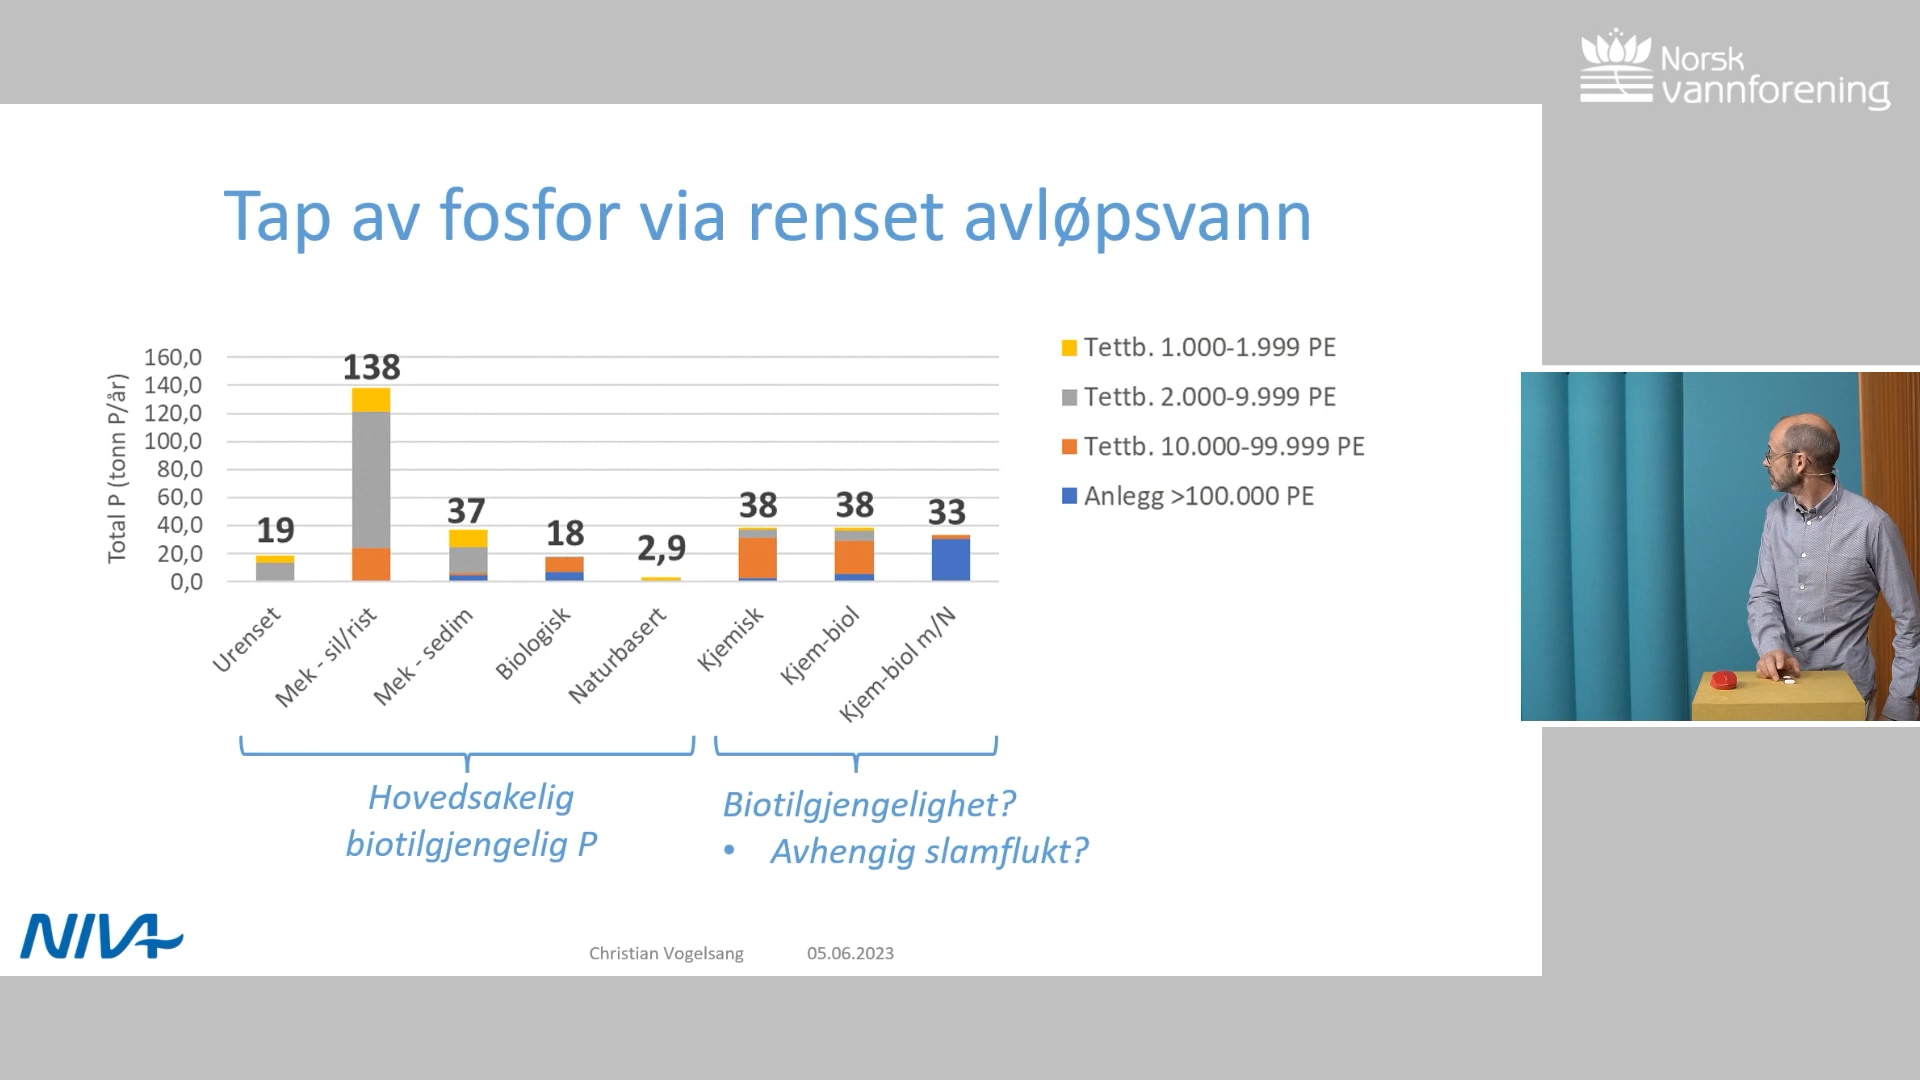 Norsk
vannforening
Tap av fosfor via renset avløpsvann
Total P (tonn P/år)
160,0
140,0
120,0
100,0
80,0
60,0
40,0
20,0
0,0
19
138
37
18
2,9
38
38
33
Urenset
Mek - sil/rist
Mek - sedim
Biologisk
Naturbasert
Kjemisk
Kjem-biol
Kjem-biol m/N
Tettb. 1.000-1.999 PE
Tettb. 2.000-9.999 PE
Tettb. 10.000-99.999 PE
Anlegg >100.000 PE
Hovedsakelig
biotilgjengelig P
Biotilgjengelighet?
• Avhengig slamflukt?
NIVA
Christian Vogelsang 05.06.2023